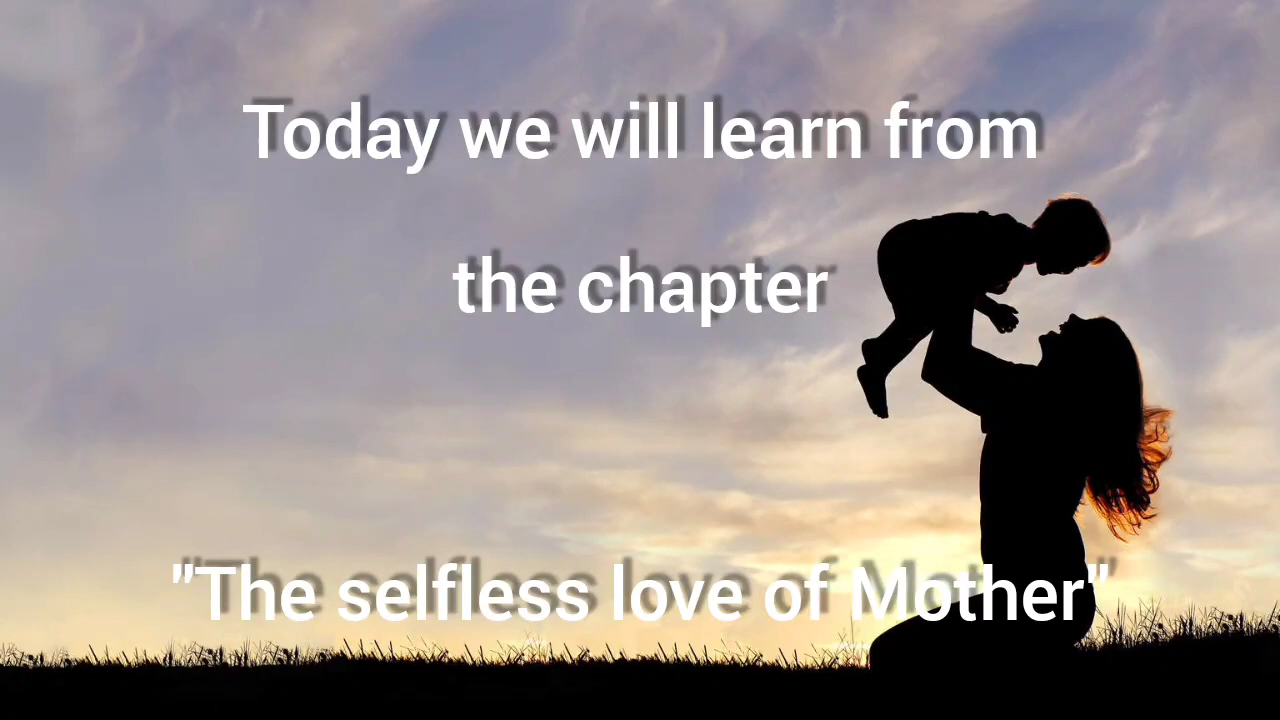 Today we will learn from
the chapter
"The selfless love of Mother"